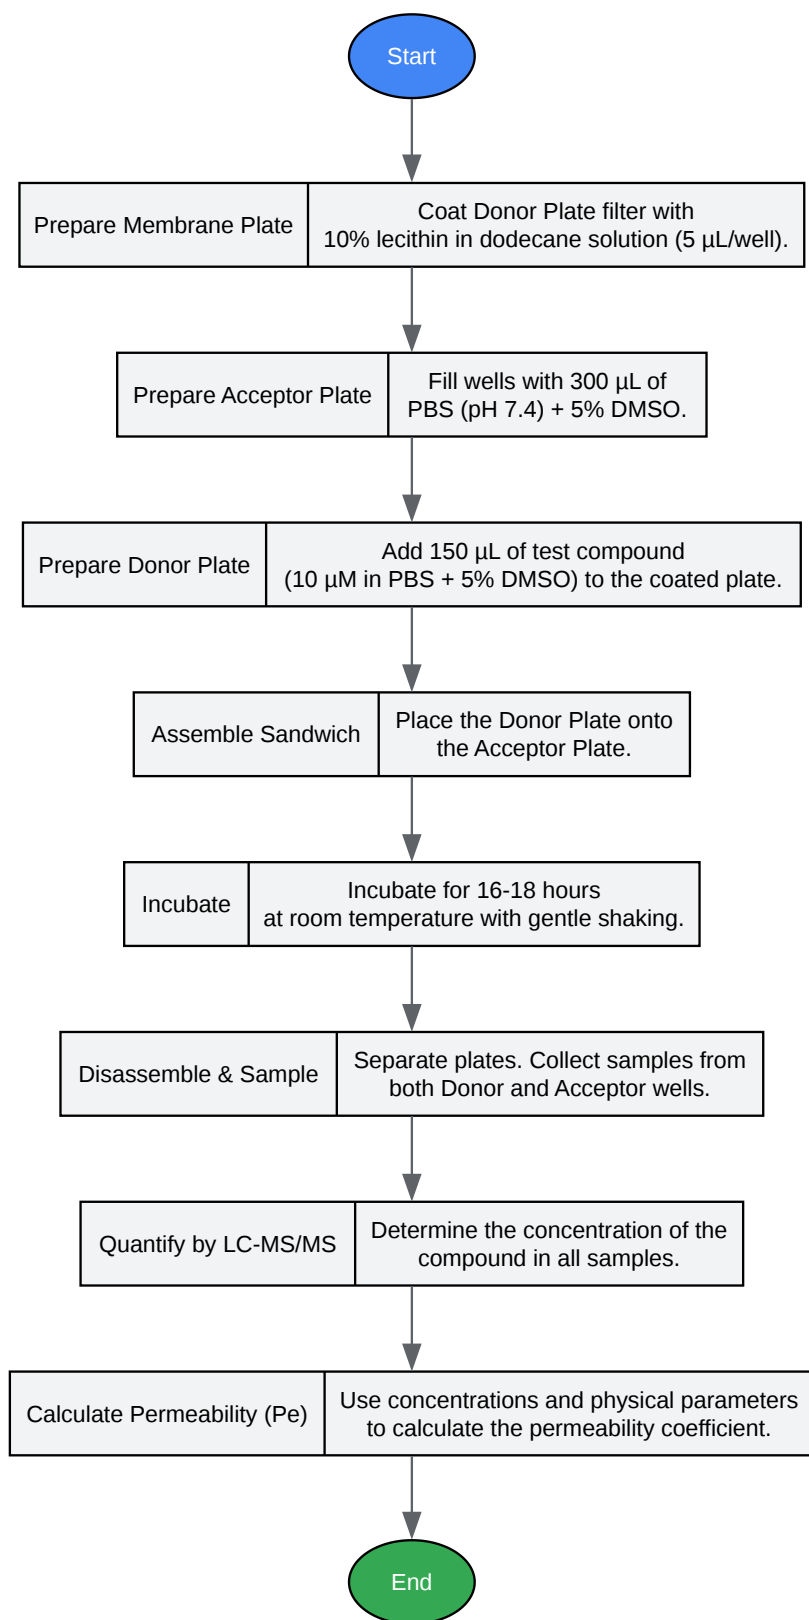 Start
Prepare Membrane Plate
Coat Donor Plate filter with
10% lecithin in dodecane solution (5 µL/well).
Prepare Acceptor Plate
Fill wells with 300 µL of
PBS (pH 7.4) + 5% DMSO.
Prepare Donor Plate
Add 150 µL of test compound
(10 µM in PBS + 5% DMSO) to the coated plate.
Assemble Sandwich
Place the Donor Plate onto
the Acceptor Plate.
Incubate
Incubate for 16-18 hours
at room temperature with gentle shaking.
Disassemble & Sample
Separate plates. Collect samples from
both Donor and Acceptor wells.
Quantify by LC-MS/MS
Determine the concentration of the
compound in all samples.
Calculate Permeability (Pe)
Use concentrations and physical parameters
to calculate the permeability coefficient.
End